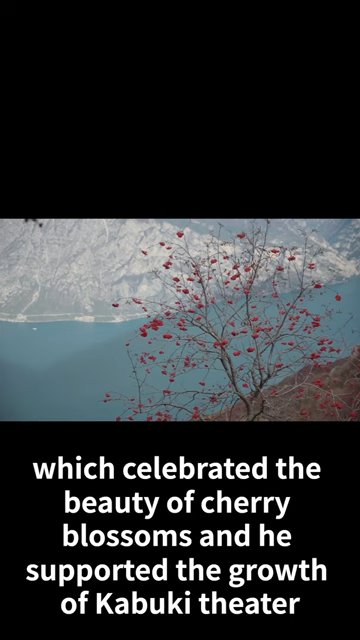 which celebrated the
beauty of cherry
blossoms and he
supported the growth
of Kabuki theater